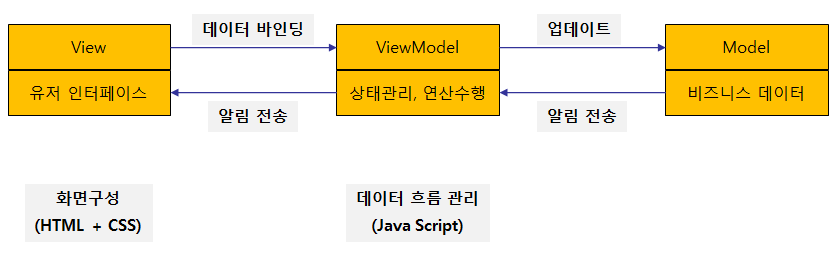 데이터 바인딩
업데이트
View
ViewModel
Model
유저 인터페이스
상태관리, 연산수행
비즈니스 데이터
알림 전송
알림 전송
화면구성
(HTML + CSS)
데이터 흐름 관리
(Java Script)